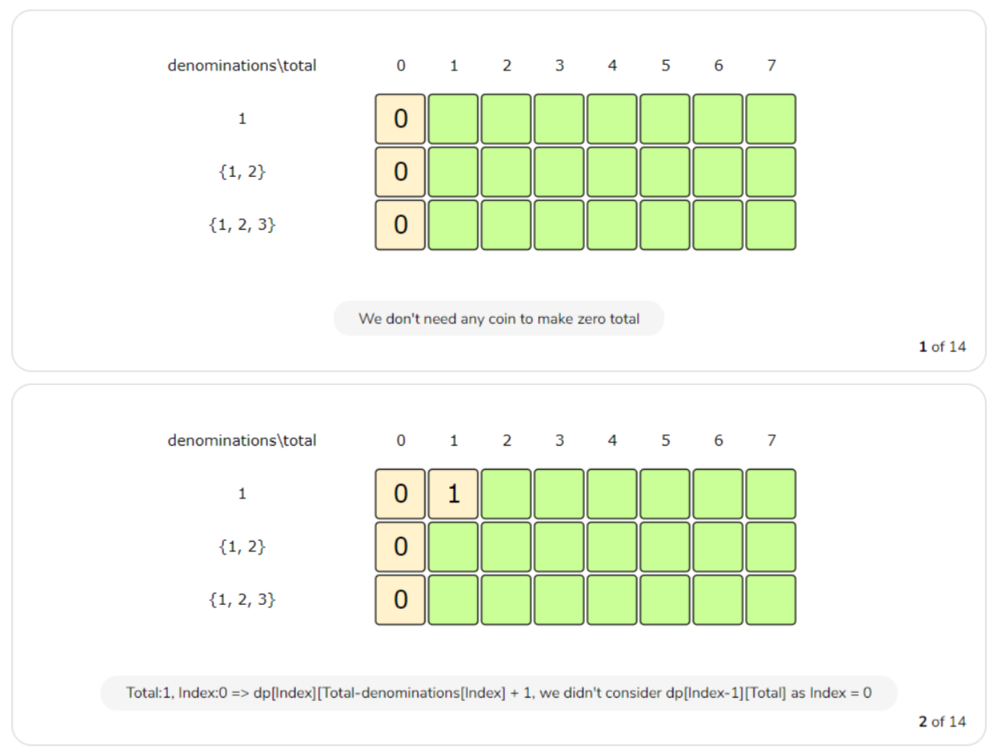 denominations\total 0 1 2 3 4 5 6 7
1 0
{1, 2} 0
{1, 2, 3} 0
We don't need any coin to make zero total
1 of 14
denominations\total 0 1 2 3 4 5 6 7
1 0 1
{1, 2} 0
{1, 2, 3} 0
Total:1, Index:0 => dp[Index][Total-denominations[Index] + 1, we didn't consider dp[Index-1][Total] as Index = 0
2 of 14